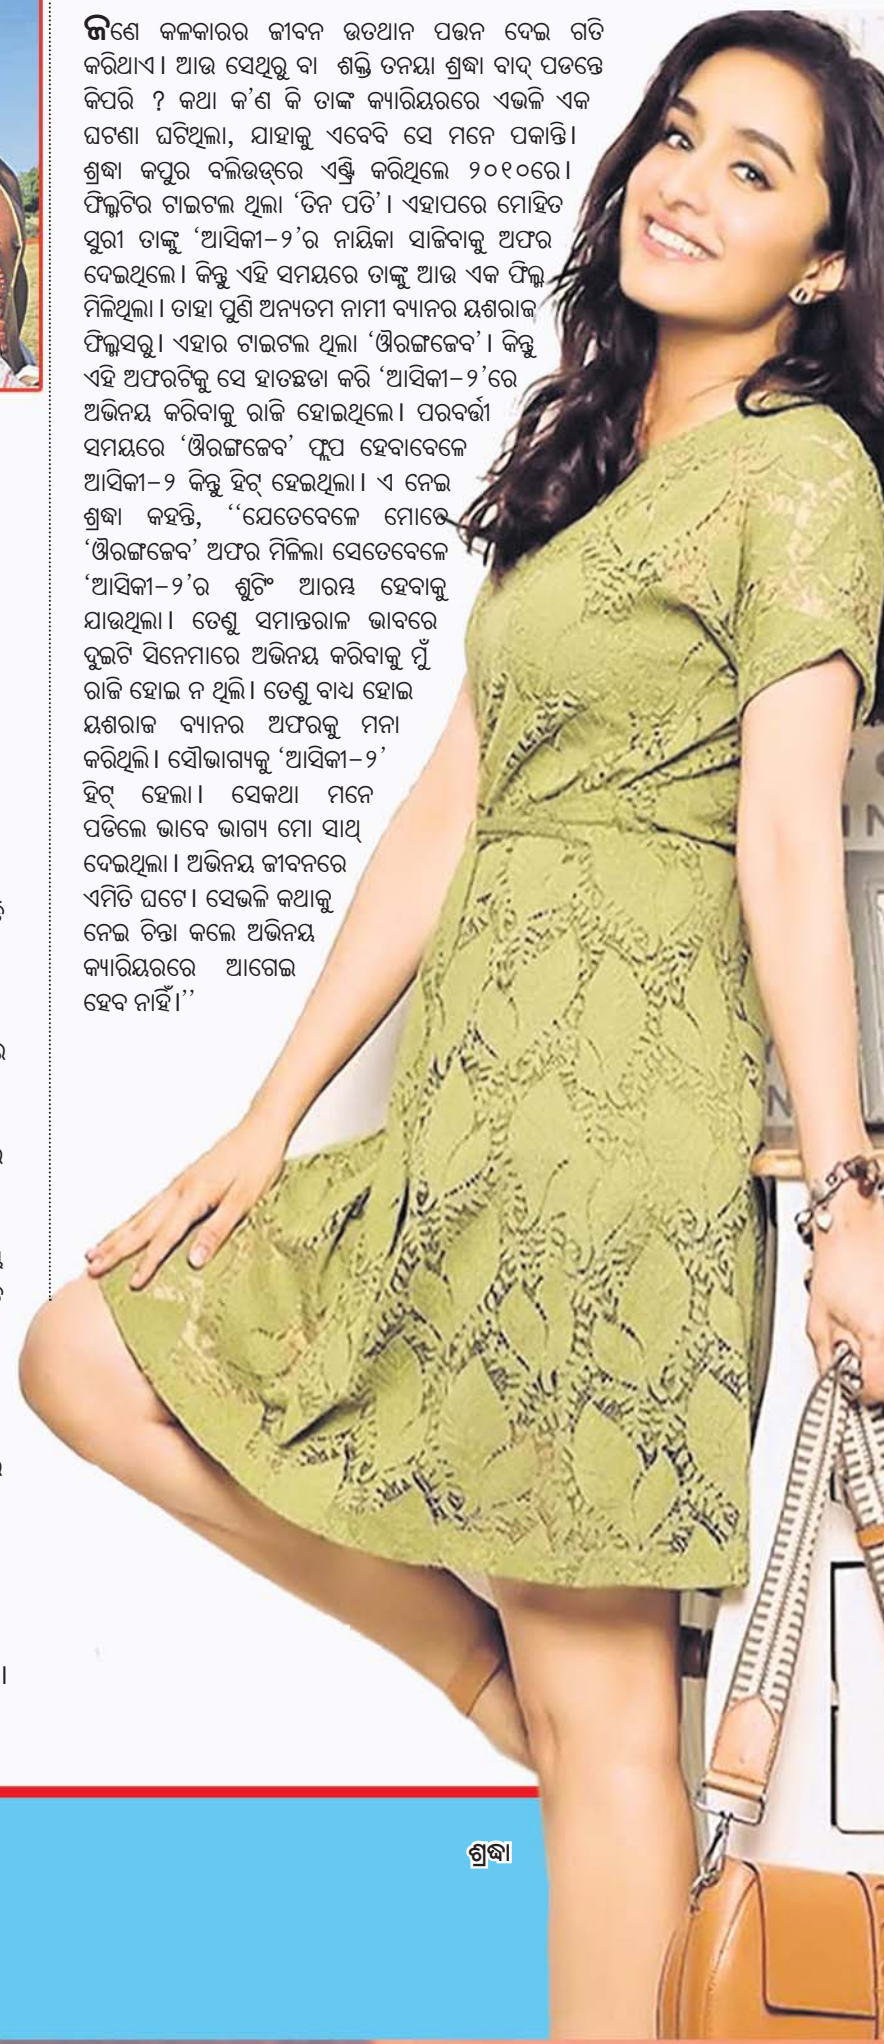 ଜଣେ କଳକାରର ଜୀବନ ଉତଥାନ ପଉନ ଦେଇ ଗତି
କରିଥାଏ। ଆଉ ସେଥିରୁ ବା ଶକ୍ତି ତନୟା ଶ୍ରଦ୍ଧା ବାଦ୍ ପଡନ୍ତେ
କିପରି ? କଥା କ'ଣ କି ତାଙ୍କ କ୍ୟାରିୟରରେ ଏଭଳି ଏକ
ଘଟଣା ଘଟିଥିଲା, ଯାହାକୁ ଏବେବି ସେ ମନେ ପକାନ୍ତି।
ଶ୍ରଦ୍ଧା କପୁର ବଲିଉଡ୍‌ରେ ଏଣ୍ଟ୍ରି କରିଥିଲେ ୨୦୧୦ରେ।
ଫିଲ୍ମଟିର ଟାଇଟଲ ଥିଲା ‘ତିନ ପତି’। ଏହାପରେ ମୋହିତ
ସୁରୀ ତାଙ୍କୁ ‘ଆସିକୀ-୨’ର ନାୟିକା ସାଜିବାକୁ ଅଫର
ଦେଇଥିଲେ। କିନ୍ତୁ ଏହି ସମୟରେ ତାଙ୍କୁ ଆଉ ଏକ ଫିଲ୍ମ
ମିଳିଥିଲା। ତାହା ପୁଣି ଅନ୍ୟତମ ନାମୀ ବ୍ୟାନର ୟଶରାଜ
ଫିଲ୍ମସରୁ। ଏହାର ଟାଇଟଲ ଥିଲା ‘ଔରଙ୍ଗଜେବ’। କିନ୍ତୁ
ଏହି ଅଫରଟିକୁ ସେ ହାତଛଡା କରି ‘ଆସିକୀ-୨’ରେ
ଅଭିନୟ କରିବାକୁ ରାଜି ହୋଇଥିଲେ। ପରବର୍ତ୍ତୀ
ସମୟରେ ‘ଔରଙ୍ଗଜେବ’ ଫ୍ଲପ ହେବାବେଳେ
ଆସିକୀ-୨ କିନ୍ତୁ ହିଟ୍ ହେଇଥିଲା। ଏ ନେଇ
ଶ୍ରଦ୍ଧା କହନ୍ତି, ‘‘ଯେତେବେଳେ ମୋତେ
‘ଔରଙ୍ଗଜେବ’ ଅଫର ମିଳିଲା ସେତେବେଳେ
‘ଆସିକୀ-୨’ର ଶୁଟିଂ ଆରମ୍ଭ ହେବାକୁ
ଯାଉଥିଲା। ତେଣୁ ସମାନ୍ତରାଳ ଭାବରେ
ଦୁଇଟି ସିନେମାରେ ଅଭିନୟ କରିବାକୁ ମୁଁ
ରାଜି ହୋଇ ନ ଥିଲି। ତେଣୁ ବାଧ ହୋଇ
ୟଶରାଜ ବ୍ୟାନର ଅଫରକୁ ମନା
କରିଥିଲି। ସୌଭାଗ୍ୟକୁ ‘ଆସିକୀ-୨’
ହିଟ୍ ହେଲା। ସେକଥା ମନେ
ପଡିଲେ ଭାବେ ଭାଗ୍ୟ ମୋ ସାଥ୍
ଦେଇଥିଲା। ଅଭିନୟ ଜୀବନରେ
ଏମିତି ଘଟେ। ସେଭଳି କଥାକୁ
ନେଇ ଚିନ୍ତା କଲେ ଅଭିନୟ
କ୍ୟାରିୟରରେ ଆଗେଇ
ହେବ ନାହିଁ।’’
ଶ୍ରଦ୍ଧା